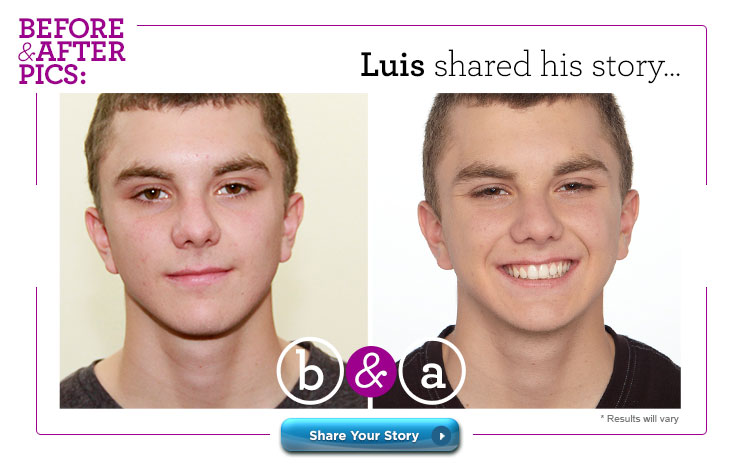 BEFORE
&AFTER
PICS:
Luis shared his story...
b & a
* Results will vary
Share Your Story